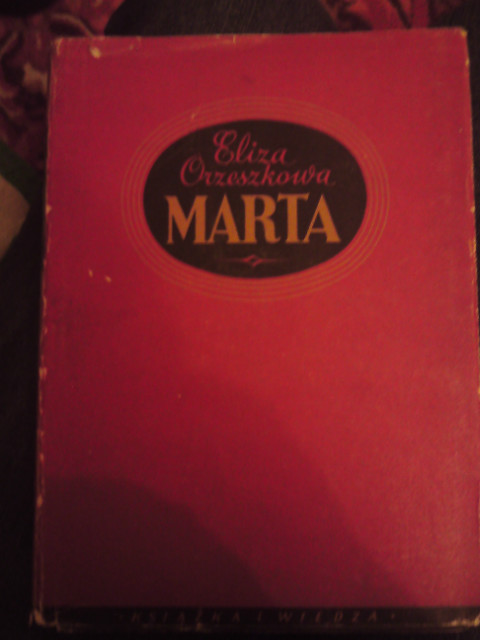 Eliza
Orzeszkowa
MARTA
KSIĄŻKA I WIEDZA